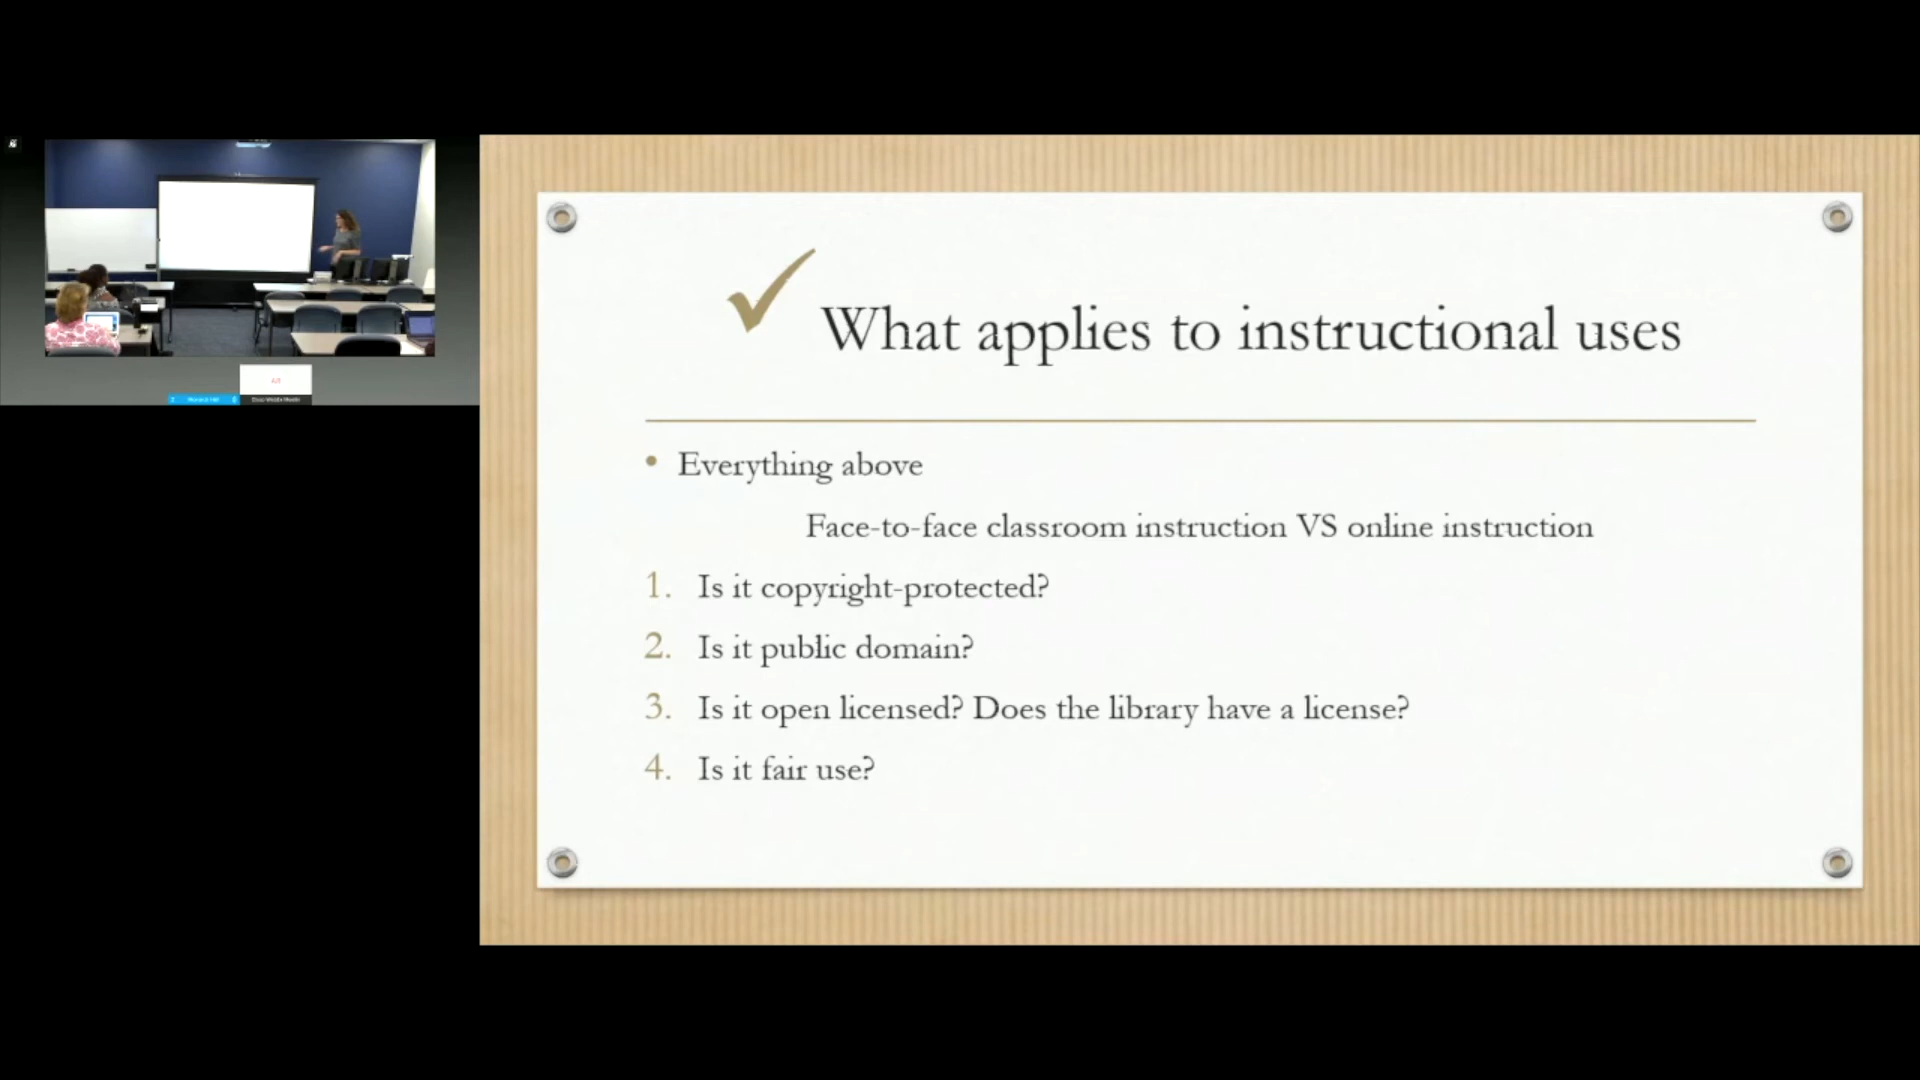 What applies to instructional uses
• Everything above
Face-to-face classroom instruction VS online instruction
1. Is it copyright-protected?
2. Is it public domain?
3. Is it open licensed? Does the library have a license?
4. Is it fair use?